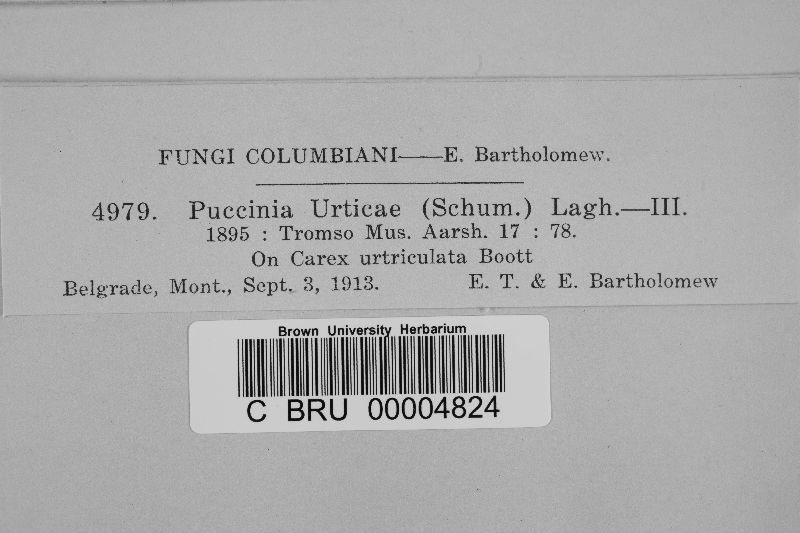 FUNGI COLUMBIANI——E. Bartholomew.
4979. Puccinia Urticae (Schum.) Lagh.—III.
1895 : Tromso Mus. Aarsh. 17 : 78.
On Carex urtriculata Boott
Belgrade, Mont., Sept. 3, 1913. E. T. & E. Bartholomew
Brown University Herbarium
C BRU 00004824